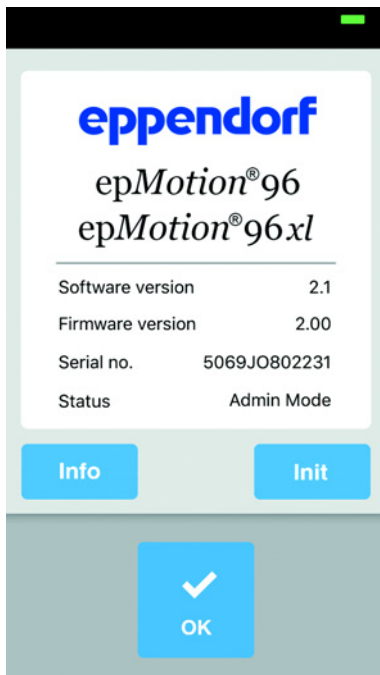 eppendorf
epMotion®96
epMotion®96xl
Software version 2.1
Firmware version 2.00
Serial no. 5069JO802231
Status Admin Mode
Info Init
OK